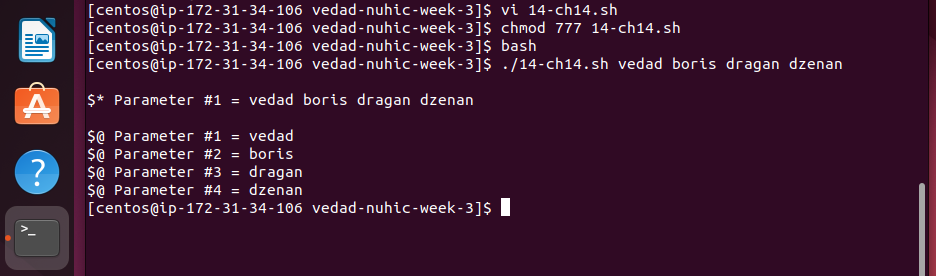 [centos@ip-172-31-34-106 vedad-nuhic-week-3]$ vi 14-ch14.sh
[centos@ip-172-31-34-106 vedad-nuhic-week-3]$ chmod 777 14-ch14.sh
[centos@ip-172-31-34-106 vedad-nuhic-week-3]$ bash
[centos@ip-172-31-34-106 vedad-nuhic-week-3]$ ./14-ch14.sh vedad boris dragan dzenan
$* Parameter #1 = vedad boris dragan dzenan
$@ Parameter #1 = vedad
$@ Parameter #2 = boris
$@ Parameter #3 = dragan
$@ Parameter #4 = dzenan
[centos@ip-172-31-34-106 vedad-nuhic-week-3]$